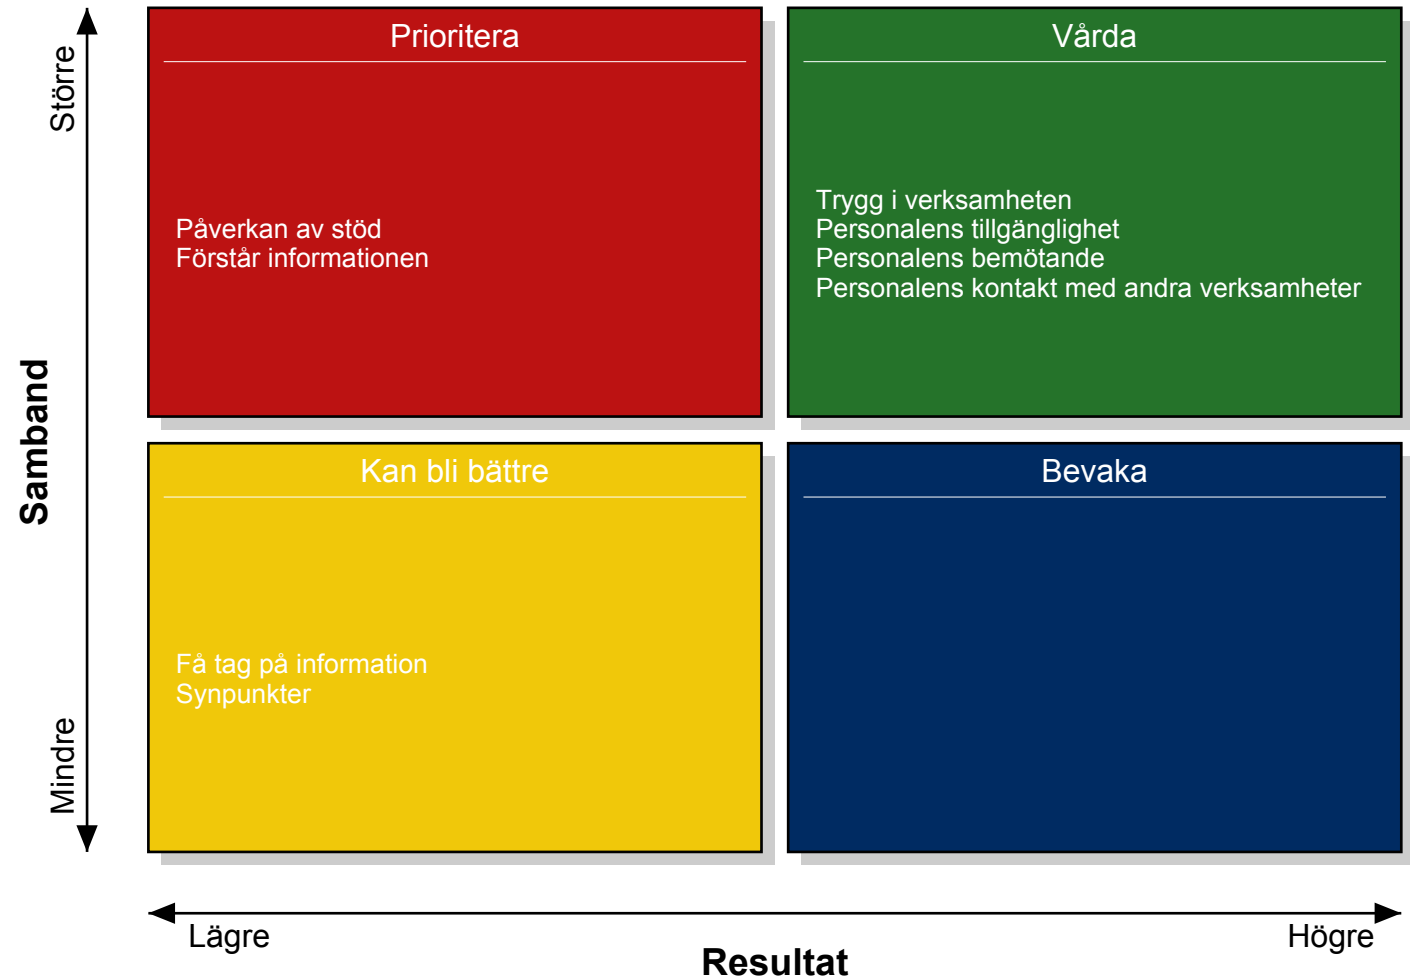 Större
Mindre
Samband
Prioritera
Påverkan av stöd
Förstår informationen
Vårda
Trygg i verksamheten
Personalens tillgänglighet
Personalens bemötande
Personalens kontakt med andra verksamheter
Kan bli bättre
Få tag på information
Synpunkter
Bevaka
Lägre
Högre
Resultat